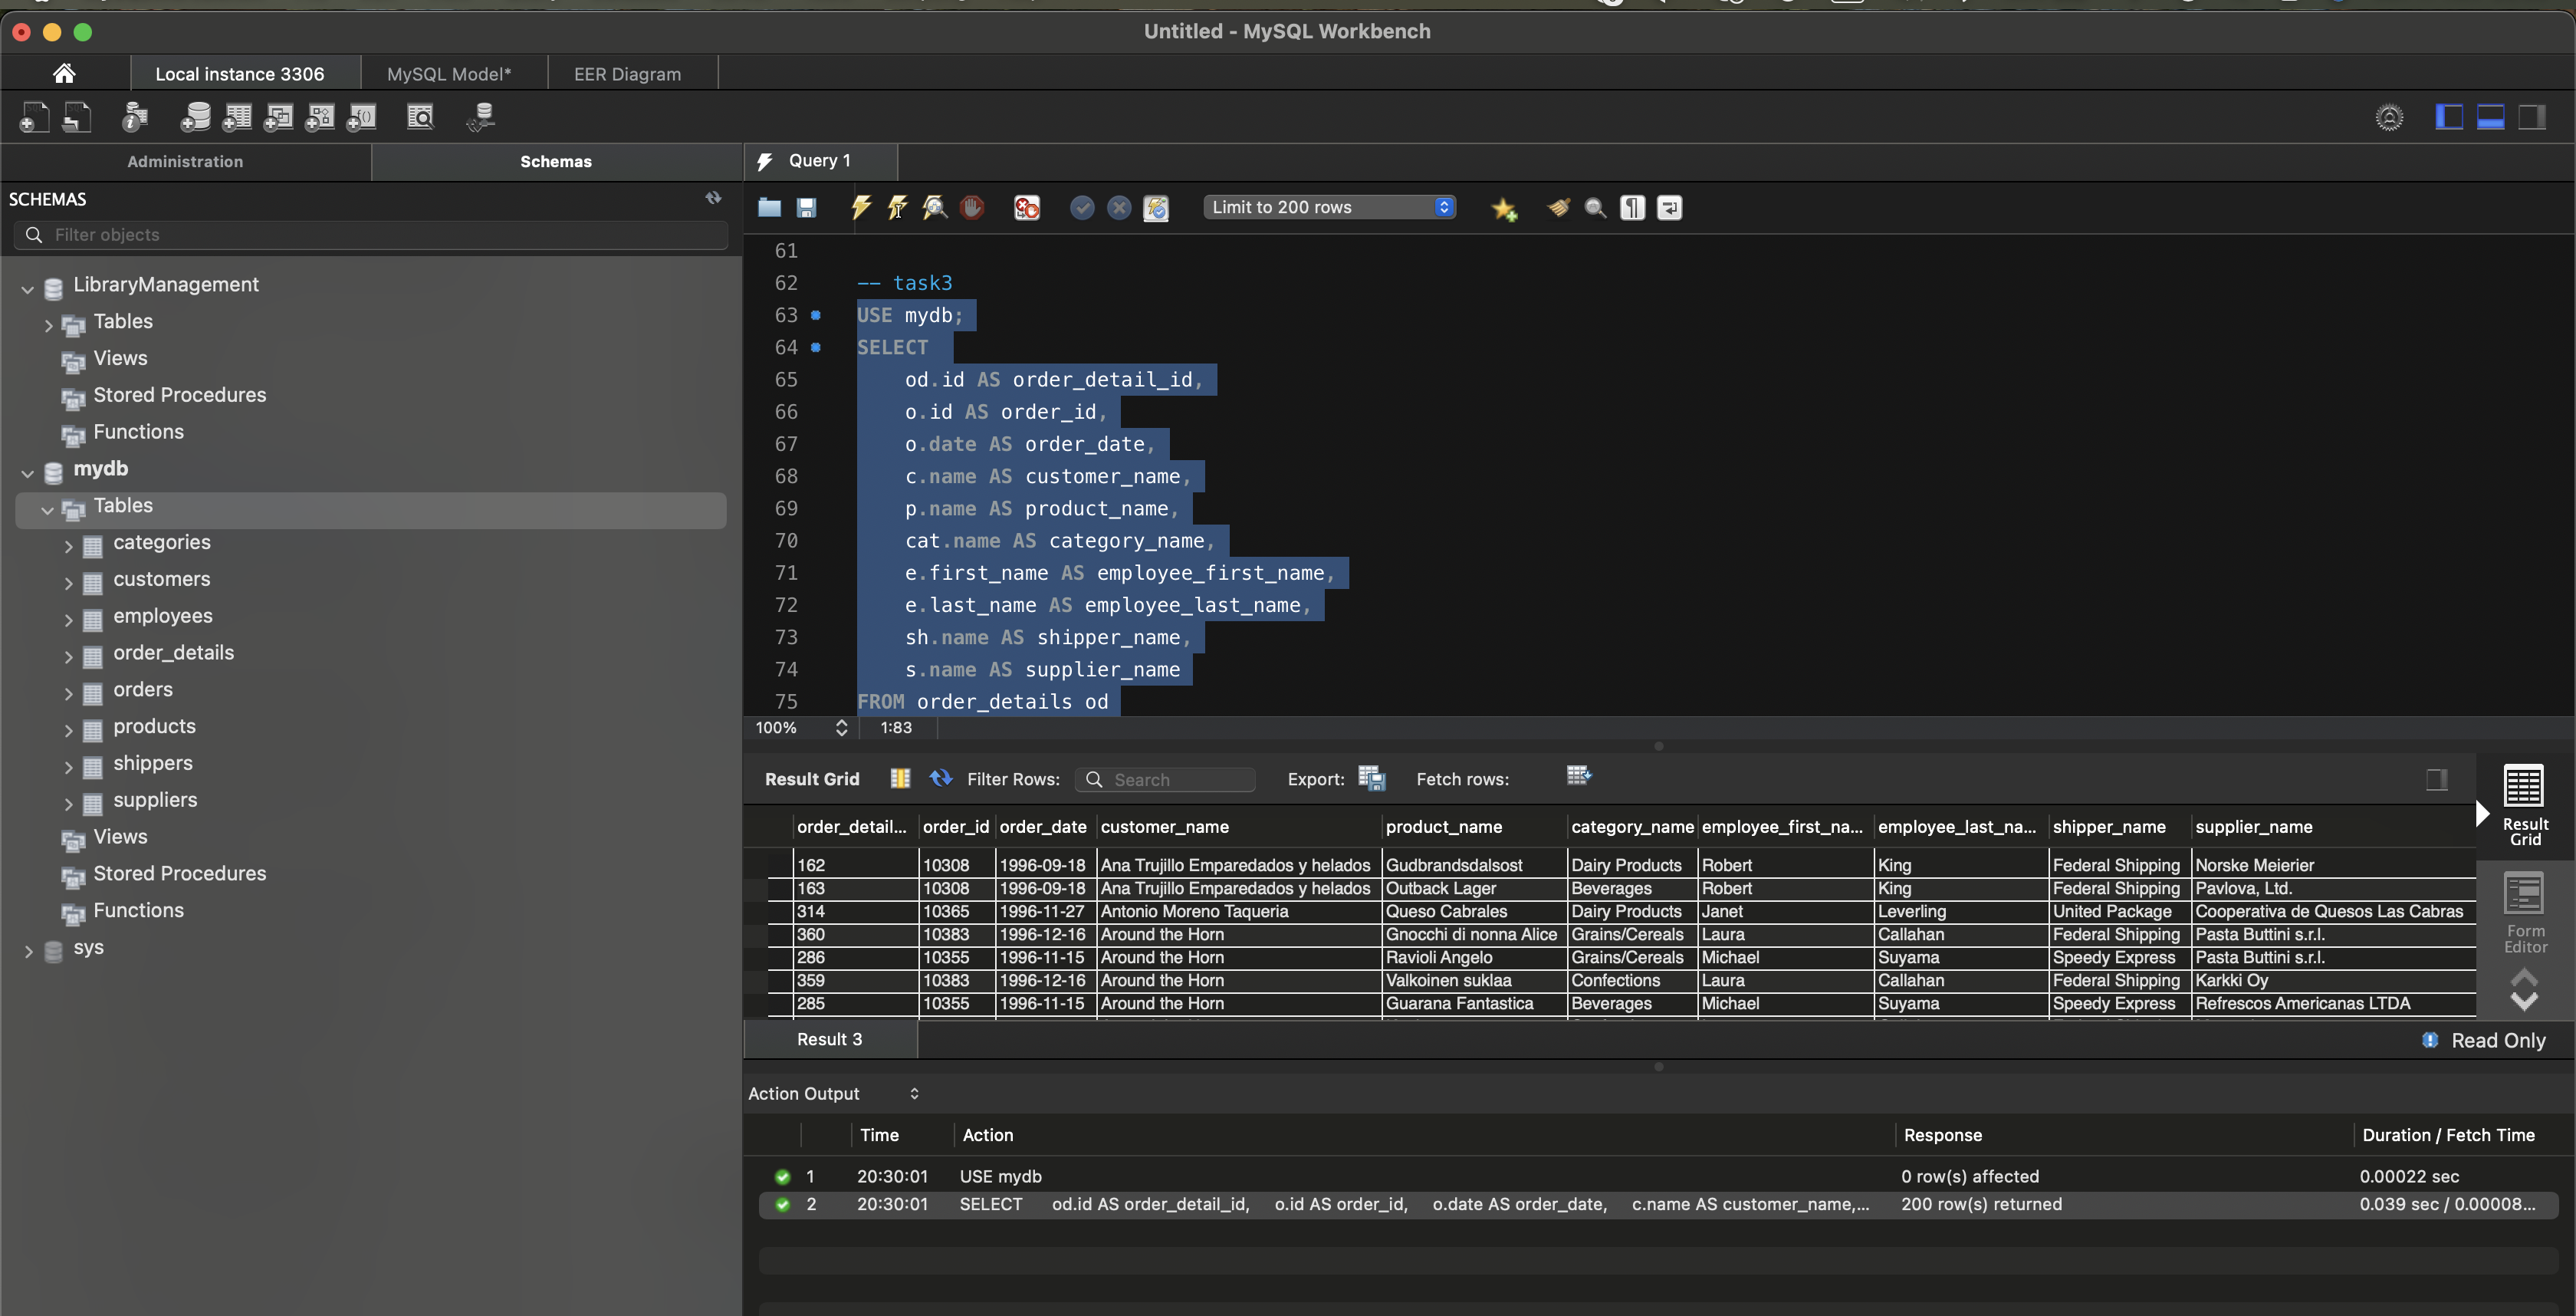 Untitled - MySQL Workbench
Local instance 3306
MySQL Model*
EER Diagram
Administration
Schemas
Query 1
SCHEMAS
Filter objects
LibraryManagement
Tables
Views
Stored Procedures
Functions
mydb
Tables
categories
customers
employees
order_details
orders
products
shippers
suppliers
Views
Stored Procedures
Functions
sys
Limit to 200 rows
61
62 -- task3
63 USE mydb;
64 SELECT
65 od.id AS order_detail_id,
66 o.id AS order_id,
67 o.date AS order_date,
68 c.name AS customer_name,
69 p.name AS product_name,
70 cat.name AS category_name,
71 e.first_name AS employee_first_name,
72 e.last_name AS employee_last_name,
73 sh.name AS shipper_name,
74 s.name AS supplier_name
75 FROM order_details od
100% 1:83
Result Grid Filter Rows: Search Export: Fetch rows:
order_detail... order_id order_date customer_name product_name category_name employee_first_na... employee_last_na... shipper_name supplier_name
162 10308 1996-09-18 Ana Trujillo Emparedados y helados Gudbrandsdalsost Dairy Products Robert King Federal Shipping Norske Meierier
163 10308 1996-09-18 Ana Trujillo Emparedados y helados Outback Lager Beverages Robert King Federal Shipping Pavlova, Ltd.
314 10365 1996-11-27 Antonio Moreno Taqueria Queso Cabrales Dairy Products Janet Leverling United Package Cooperativa de Quesos Las Cabras
360 10383 1996-12-16 Around the Horn Gnocchi di nonna Alice Grains/Cereals Laura Callahan Federal Shipping Pasta Buttini s.r.l.
286 10355 1996-11-15 Around the Horn Ravioli Angelo Grains/Cereals Michael Suyama Speedy Express Pasta Buttini s.r.l.
359 10383 1996-12-16 Around the Horn Valkoinen suklaa Confections Laura Callahan Federal Shipping Karkki Oy
285 10355 1996-11-15 Around the Horn Guarana Fantastica Beverages Michael Suyama Speedy Express Refrescos Americanas LTDA
Result
Grid
Form
Editor
Result 3
Read Only
Action Output
Time Action Response Duration / Fetch Time
1 20:30:01 USE mydb 0 row(s) affected 0.00022 sec
2 20:30:01 SELECT od.id AS order_detail_id, o.id AS order_id, o.date AS order_date, c.name AS customer_name,... 200 row(s) returned 0.039 sec / 0.00008...